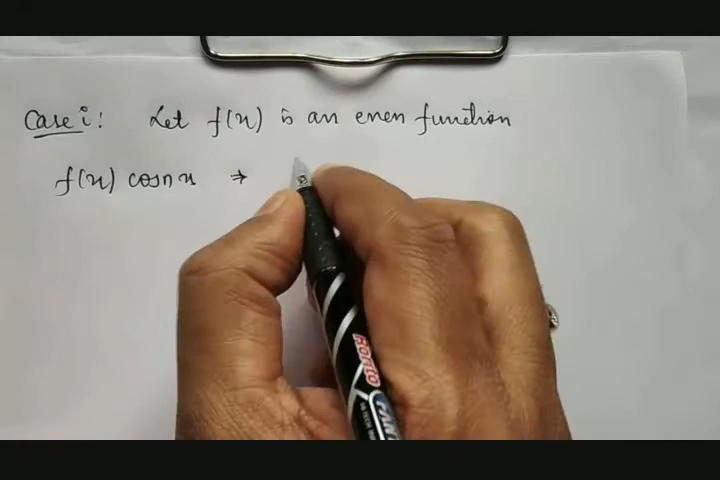 Case i: Let f(x) is an even function
f(x) cosnx →